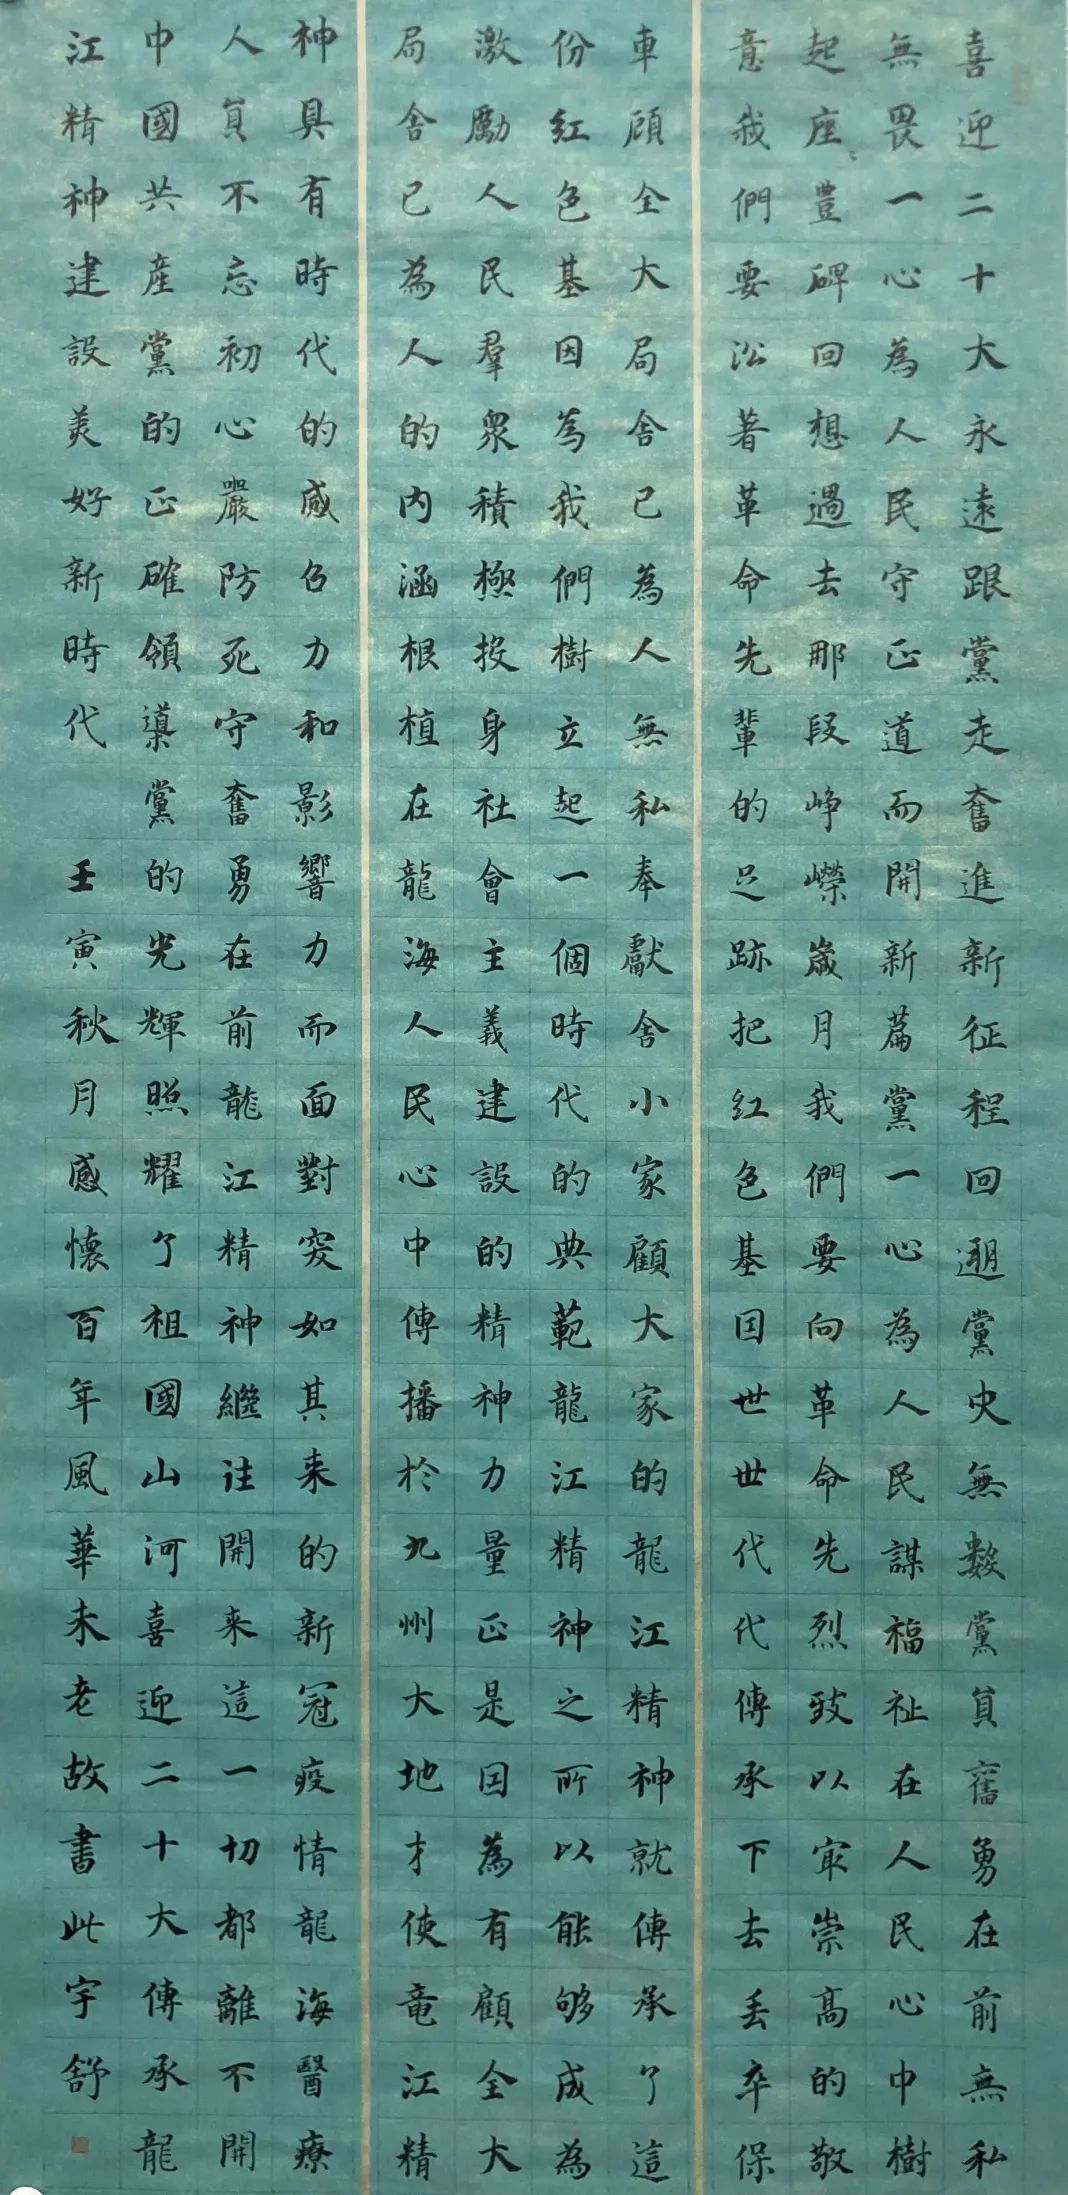 喜迎二十大永遠跟黨走奮進新征程回遡黨史無数黨員奮勇在前無私
無畏一心為人民守正道而開新篇黨一心為人民謀福祉在人民心中樹
起座豐碑回想過去那段崢嶸嵗月我們要向革命先烈致以㝡崇高的敬
意我們要㳂著革命先輩的足跡把紅色基因世世代代傳承下去丢卒保
車顧全大局舍已為人無私奉獻舍小家顧大家的龍江精神就傳承了這
份紅色基因為我們樹立起一個時代的典範龍江精神之所以能够成為
激勵人民羣衆積極投身社會主義建設的精神力量正是因為有顧全大
局舍已為人的内涵根植在龍海人民心中傳播於九州大地才使竜江精
神具有時代的感召力和影響力而面對突如其来的新冠疫情龍海醫療
人員不忘初心嚴防死守奮勇在前龍江精神繼往開来這一切都離不開
中國共產黨的正確領導黨的光輝照耀了祖國山河喜迎二十大傳承龍
江精神建設美好新時代 壬寅秋月感懷百年風華未老故書此宇舒